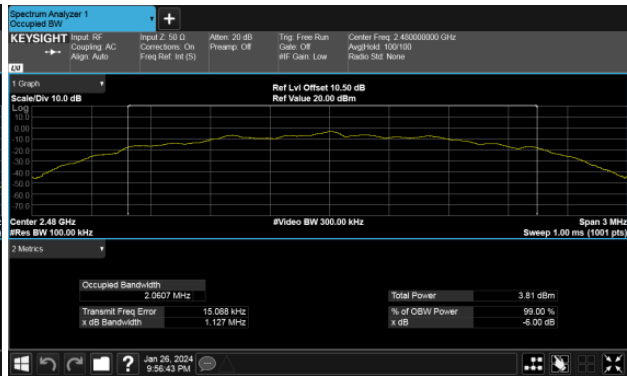 Spectrum Analyzer 1
Occupied BW
KEYSIGHT
Input: RF
Coupling: AC
Align: Auto
Input Z: 50 Ω
Corrections: On
Freq Ref: Int (S)
Atten: 20 dB
Preamp: Off
Trig: Free Run
Gate: Off
#IF Gain: Low
Center Freq: 2.480000000 GHz
Avg|Hold: 100/100
Radio Std: None
LXI
1 Graph
Scale/Div 10.0 dB
Ref Lvl Offset 10.50 dB
Ref Value 20.00 dBm
Log
10.0
0.00
-10.0
-20.0
-30.0
-40.0
-50.0
-60.0
-70.0
Center 2.48 GHz
#Res BW 100.00 kHz
#Video BW 300.00 kHz
Span 3 MHz
Sweep 1.00 ms (1001 pts)
2 Metrics
Occupied Bandwidth
2.0607 MHz
Transmit Freq Error 15.088 kHz
x dB Bandwidth 1.127 MHz
Total Power 3.81 dBm
% of OBW Power 99.00 %
x dB -6.00 dB
?
Jan 26, 2024
9:56:43 PM